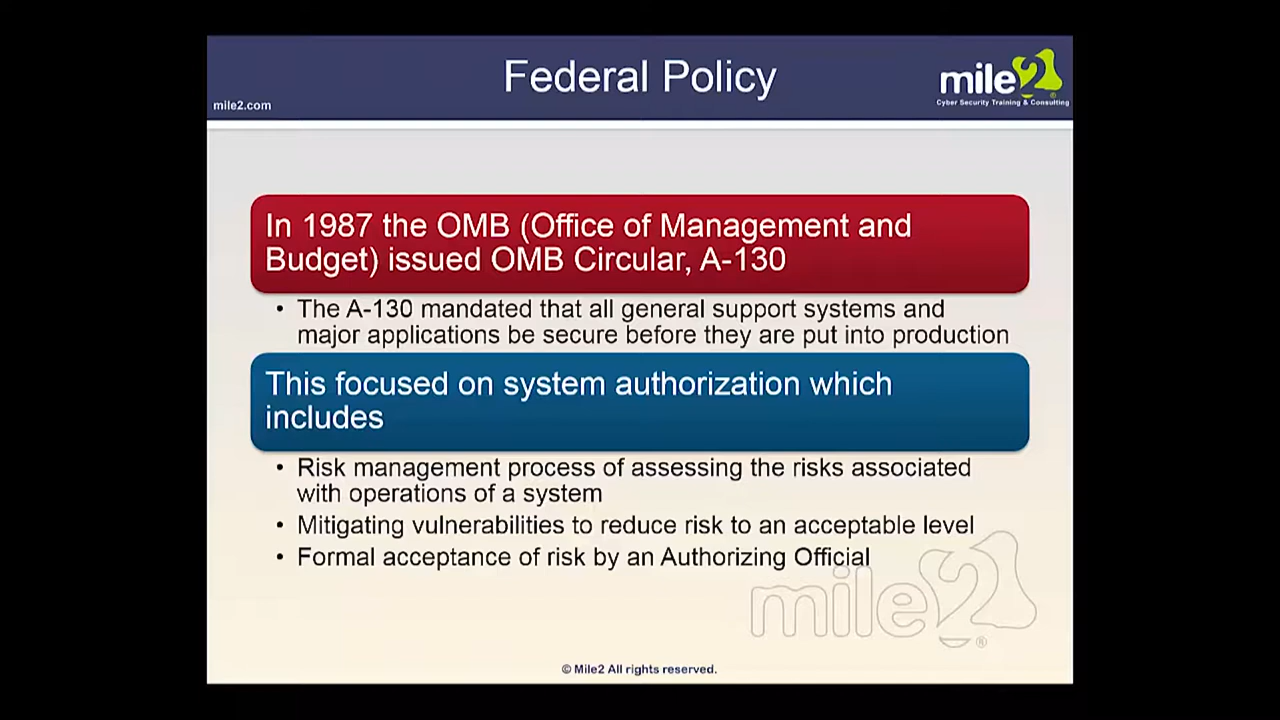 Federal Policy
mile2
Cyber Security Training & Consulting
mile2.com
In 1987 the OMB (Office of Management and
Budget) issued OMB Circular, A-130
• The A-130 mandated that all general support systems and
major applications be secure before they are put into production
This focused on system authorization which
includes
• Risk management process of assessing the risks associated
with operations of a system
• Mitigating vulnerabilities to reduce risk to an acceptable level
• Formal acceptance of risk by an Authorizing Official
mile2®
© Mile2 All rights reserved.